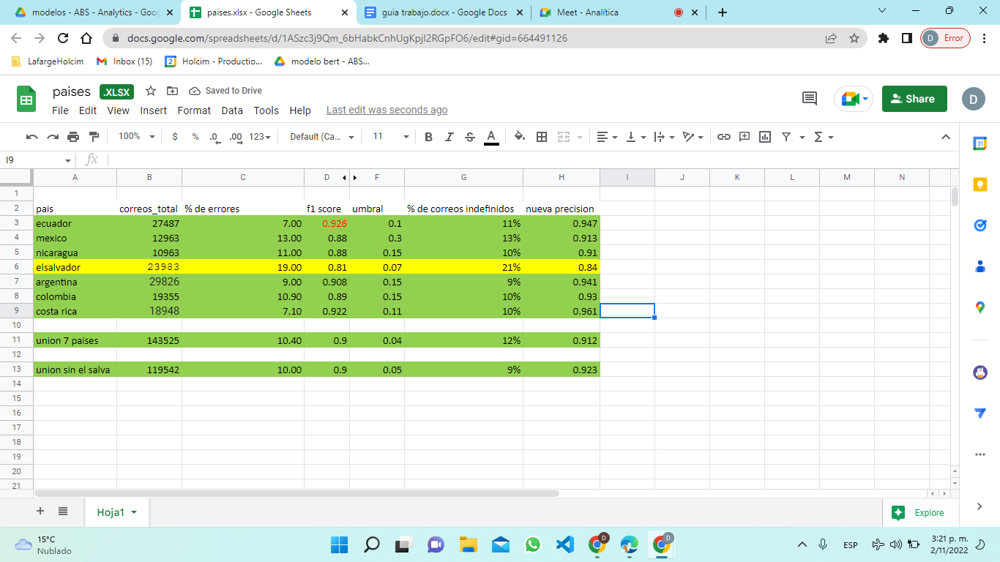 modelos - ABS - Analytics - Goog
paises.xlsx - Google Sheets
guia trabajo.docx - Google Docs
Meet - Analítica
docs.google.com/spreadsheets/d/1ASzc3j9Qm_6bHabkCnhUgKpjI2RGpFO6/edit#gid=664491126
D Error
LafargeHolcim
Inbox (15)
2 Holcim - Productio...
modelo bert - ABS...
paises .XLSX Saved to Drive
File Edit View Insert Format Data Tools Help Last edit was seconds ago
Share
D
100% $ % .0 .00 123 Default (Ca... 11 B I S A
31
I9 fx
A B C D F G H I J K L M N
1
2 pais correos_total % de errores f1 score umbral % de correos indefinidos nueva precision
3 ecuador 27487 7.00 0.926 0.1 11% 0.947
4 mexico 12963 13.00 0.88 0.3 13% 0.913
5 nicaragua 10963 11.00 0.88 0.15 10% 0.91
6 elsalvador 23983 19.00 0.81 0.07 21% 0.84
7 argentina 29826 9.00 0.908 0.15 9% 0.941
8 colombia 19355 10.90 0.89 0.15 10% 0.93
9 costa rica 18948 7.10 0.922 0.11 10% 0.961
10
11 union 7 paises 143525 10.40 0.9 0.04 12% 0.912
12
13 union sin el salva 119542 10.00 0.9 0.05 9% 0.923
14
15
16
17
18
19
20
21
Hoja1
Explore
15°C
Nublado
D
D
ESP
3:21 p. m.
2/11/2022